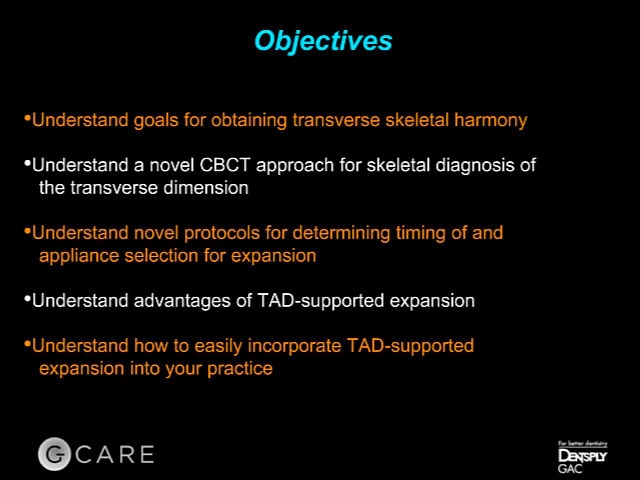 Objectives
•Understand goals for obtaining transverse skeletal harmony
•Understand a novel CBCT approach for skeletal diagnosis of
the transverse dimension
•Understand novel protocols for determining timing of and
appliance selection for expansion
•Understand advantages of TAD-supported expansion
•Understand how to easily incorporate TAD-supported
expansion into your practice
G CARE
For better dentistry
DENTSPLY
GAC